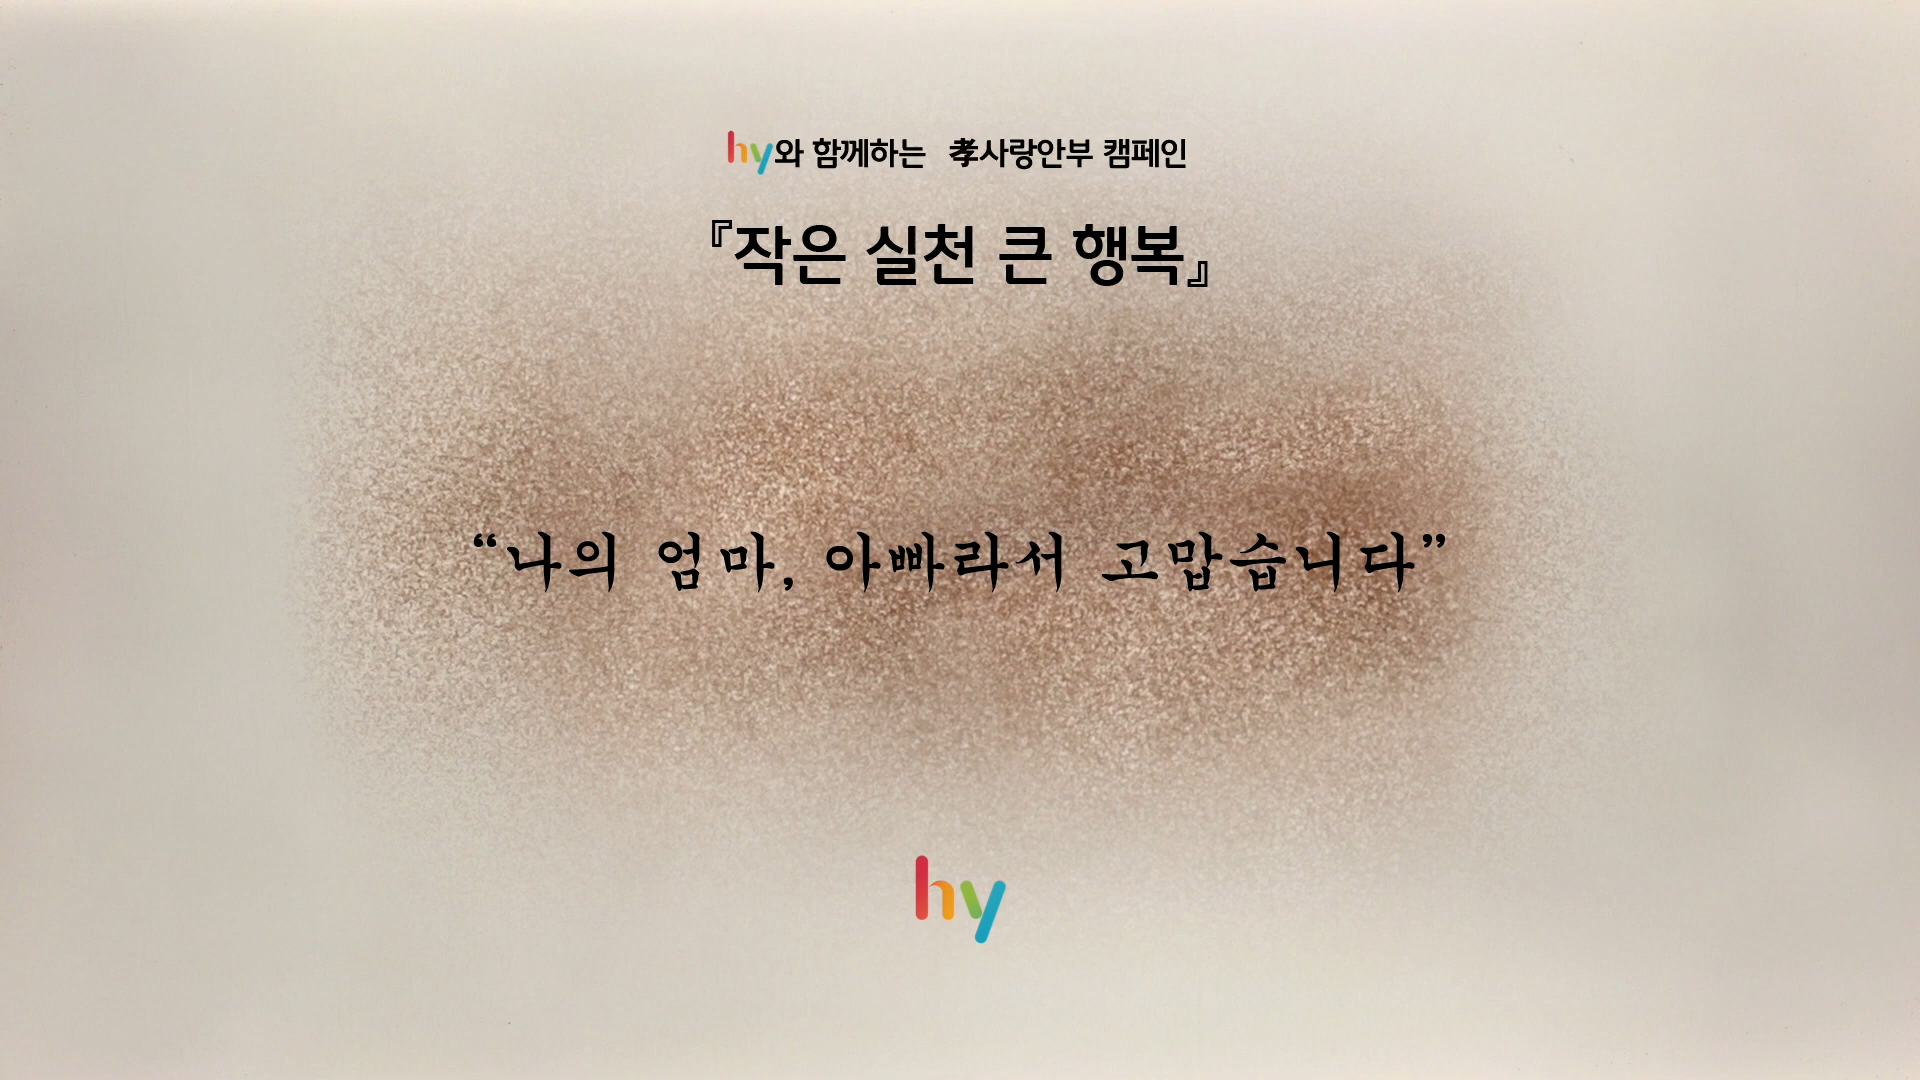 hy와 함께하는 孝사랑안부 캠페인
『작은 실천 큰 행복』
“나의 엄마, 아빠라서 고맙습니다”
hy